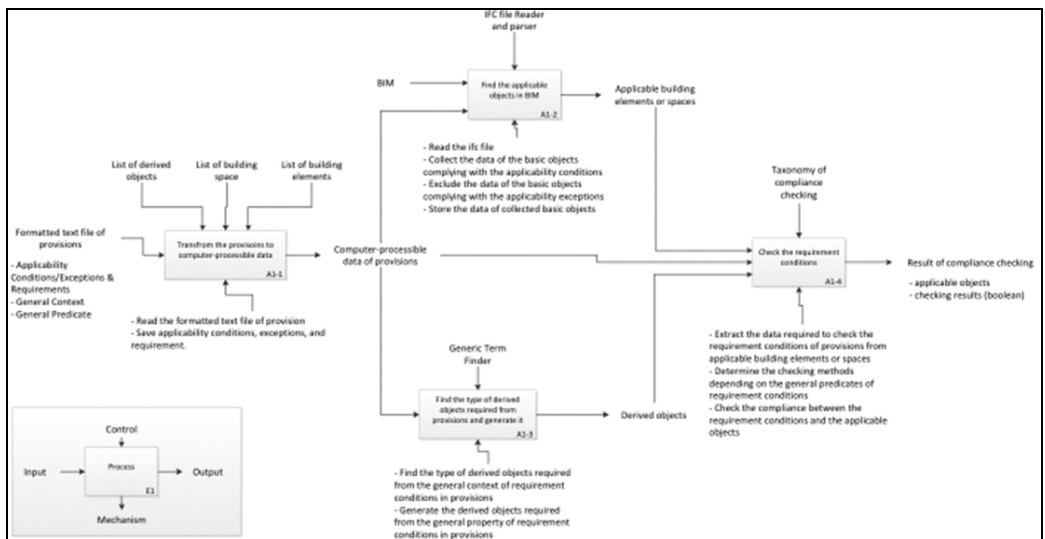 IFC file Reader
and parser
BIM
Find the applicable
objects in BIM
A1-2
Applicable building
elements or spaces
- Read the ifc file
- Collect the data of the basic objects
complying with the applicability conditions
- Exclude the data of the basic objects
complying with the applicability exceptions
- Store the data of collected basic objects
List of derived
objects
List of building
space
List of building
elements
Taxonomy of
compliance
checking
Formatted text file of
provisions
- Applicability
Conditions/Exceptions &
Requirements
- General Context
- General Predicate
Transfrom the provisoins to
computer-processible data
A1-1
- Read the formatted text file of provision
- Save applicability conditions, exceptions, and
requirement.
Computer-processible
data of provisions
Check the requirement
conditions
A1-4
Result of compliance checking
- applicable objects
- checking results (boolean)
- Extract the data required to check the
requirement conditions of provisions from
applicable building elements or spaces
- Determine the checking methods
depending on the general predicates of
requirement conditions
- Check the compliance between the
requirement conditions and the applicable
objects
Generic Term
Finder
Find the type of derived
objects required from
provisions and generate it
A1-3
Derived objects
- Find the type of derived objects required
from the general context of requirement
conditions in provisions
- Generate the derived objects required
from the general property of requirement
conditions in provisions
Control
Input
Process
E1
Output
Mechanism